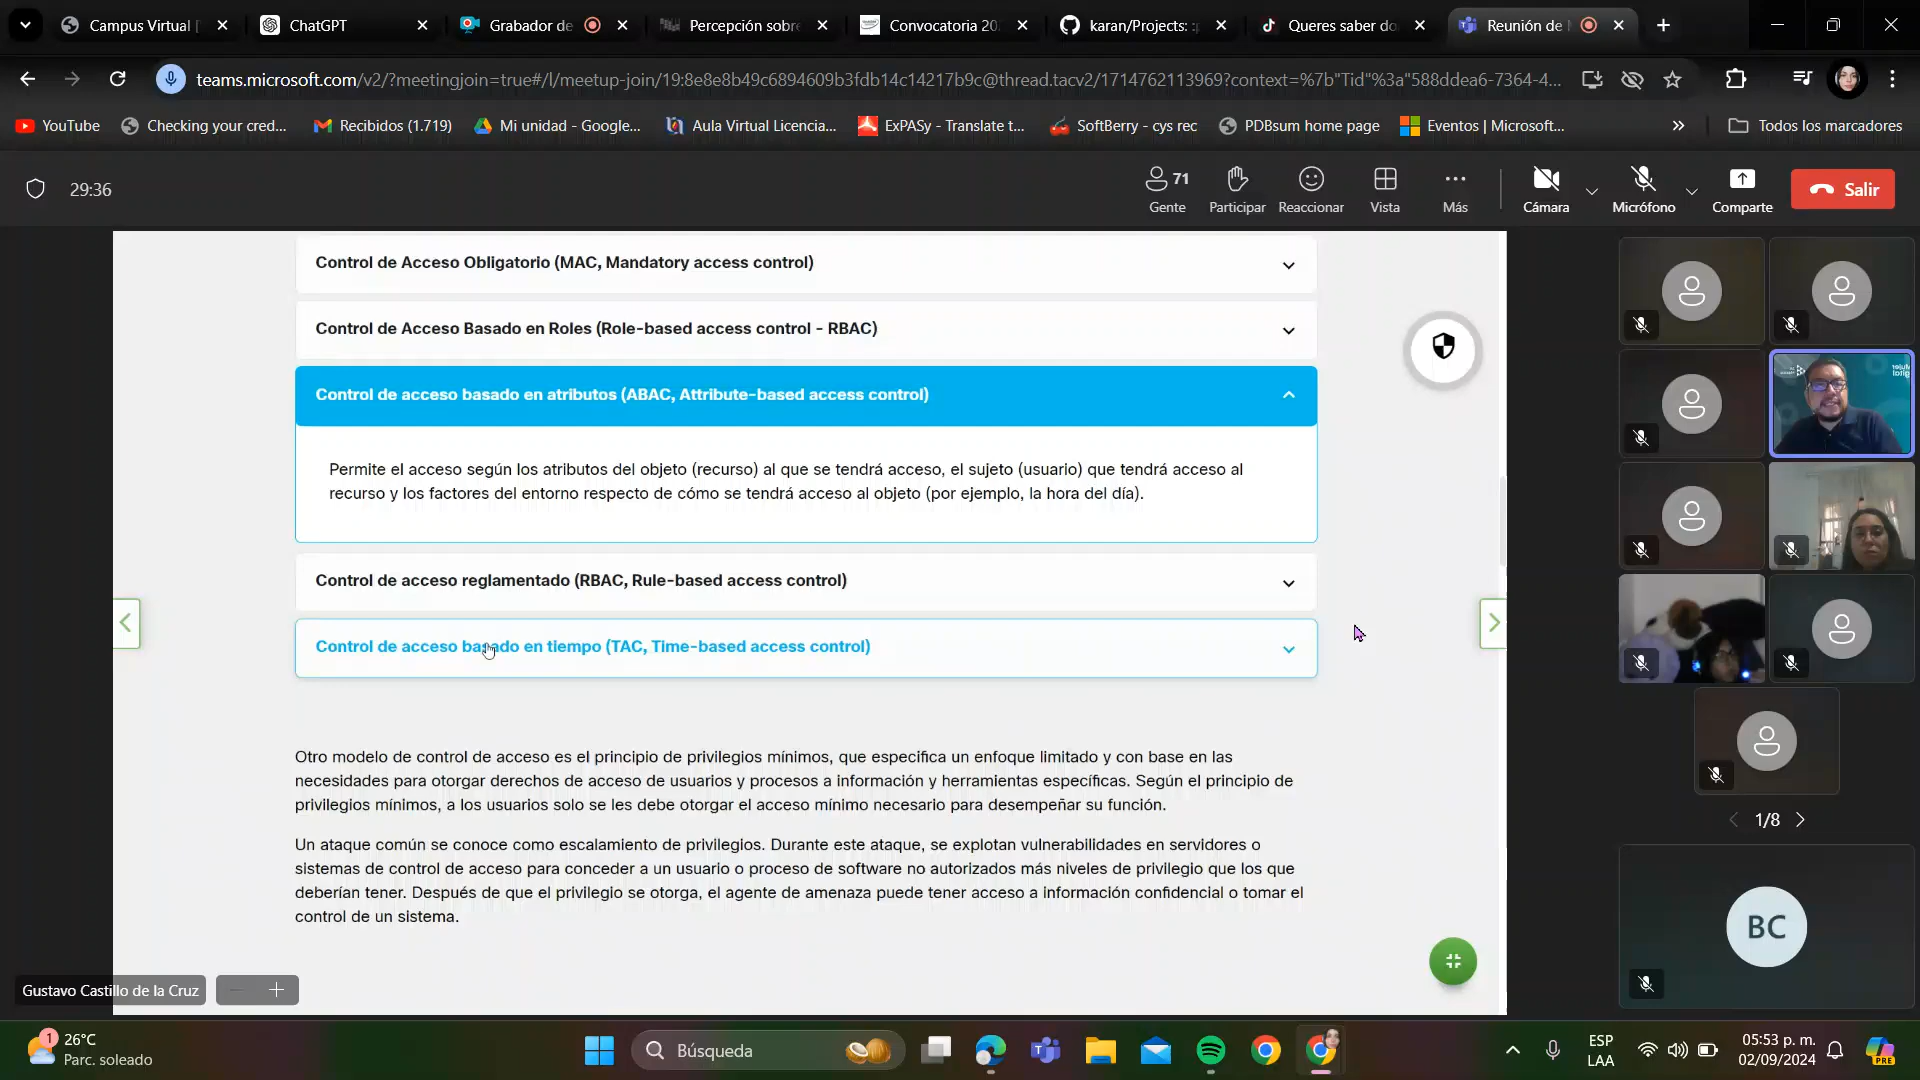 Campus Virtual [
ChatGPT
Grabador de
Percepción sobre
Convocatoria 20
karan/Projects: :p
Queres saber do
Reunión de
teams.microsoft.com/v2/?meetingjoin=true#/l/meetup-join/19:8e8e8b49c6894609b3fdb14c14217b9c@thread.tacv2/1714762113969?context=%7b"Tid"%3a"588ddea6-7364-4...
YouTube
Checking your cred...
Recibidos (1.719)
Mi unidad - Google...
Aula Virtual Licencia...
ExPASy - Translate t...
SoftBerry - cys rec
PDBsum home page
Eventos | Microsoft...
»
Todos los marcadores
29:36
71
Gente
Participar
Reaccionar
Vista
Más
Cámara
Micrófono
Comparte
Salir
Control de Acceso Obligatorio (MAC, Mandatory access control)
Control de Acceso Basado en Roles (Role-based access control - RBAC)
Control de acceso basado en atributos (ABAC, Attribute-based access control)
Permite el acceso según los atributos del objeto (recurso) al que se tendrá acceso, el sujeto (usuario) que tendrá acceso al
recurso y los factores del entorno respecto de cómo se tendrá acceso al objeto (por ejemplo, la hora del día).
Control de acceso reglamentado (RBAC, Rule-based access control)
Control de acceso basado en tiempo (TAC, Time-based access control)
Otro modelo de control de acceso es el principio de privilegios mínimos, que especifica un enfoque limitado y con base en las
necesidades para otorgar derechos de acceso de usuarios y procesos a información y herramientas específicas. Según el principio de
privilegios mínimos, a los usuarios solo se les debe otorgar el acceso mínimo necesario para desempeñar su función.
Un ataque común se conoce como escalamiento de privilegios. Durante este ataque, se explotan vulnerabilidades en servidores o
sistemas de control de acceso para conceder a un usuario o proceso de software no autorizados más niveles de privilegio que los que
deberían tener. Después de que el privilegio se otorga, el agente de amenaza puede tener acceso a información confidencial o tomar el
control de un sistema.
1/8
BC
Gustavo Castillo de la Cruz
1
26°C
Parc. soleado
Búsqueda
ESP
LAA
05:53 p. m.
02/09/2024
PRE